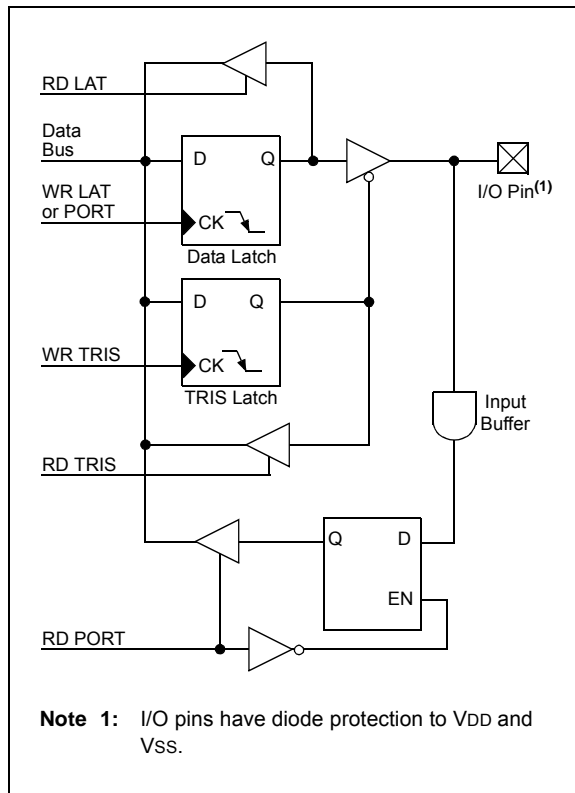 RD LAT
Data
Bus
D Q
WR LAT
or PORT
CK
Data Latch
I/O Pin(1)
D Q
WR TRIS
CK
TRIS Latch
Input
Buffer
RD TRIS
Q D
EN
RD PORT
Note 1: I/O pins have diode protection to VDD and
VSS.